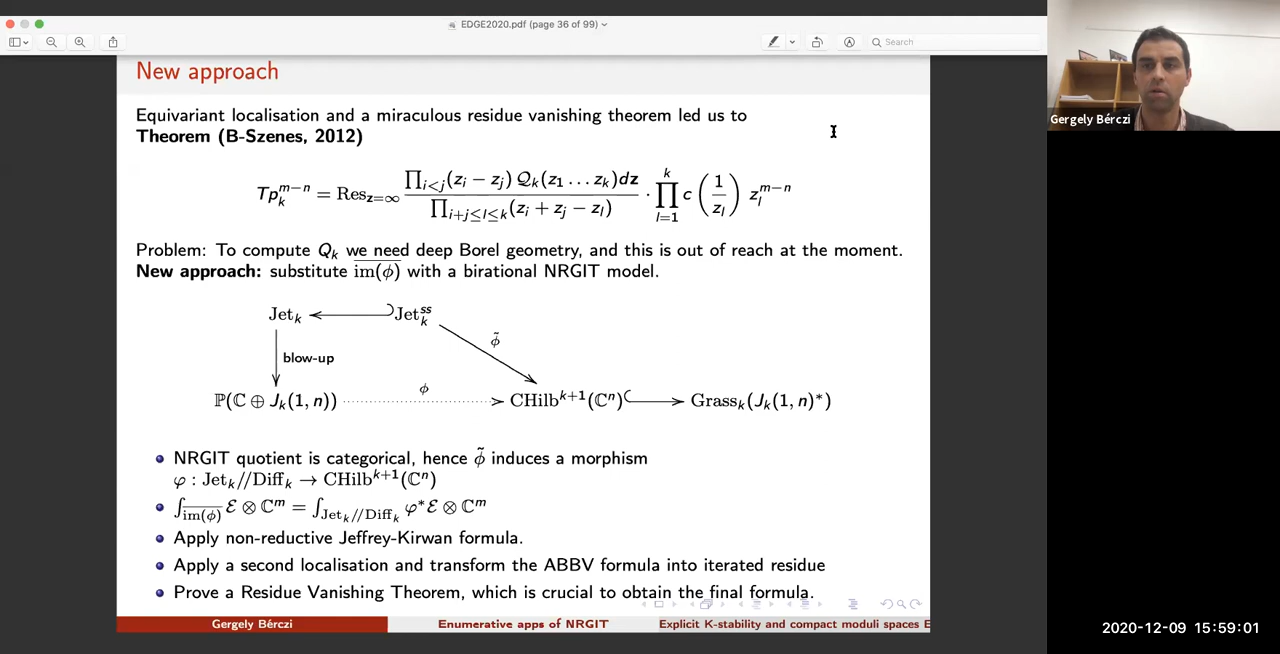 EDGE2020.pdf (page 36 of 99)
Search
New approach
Equivariant localisation and a miraculous residue vanishing theorem led us to
Theorem (B-Szenes, 2012)
Tp_k^{m−n} = Res_{z=∞} \frac{∏_{i<j}(z_i − z_j) Q_k(z_1 … z_k)dz}{∏_{i+j≤l≤k}(z_i + z_j − z_l)} · ∏_{l=1}^{k} c(\frac{1}{z_l}) z_l^{m−n}
Problem: To compute Q_k we need deep Borel geometry, and this is out of reach at the moment.
New approach: substitute \overline{im(ϕ)} with a birational NRGIT model.
Jet_k Jet_k^{ss}
blow-up
ϕ̃
ϕ
P(ℂ ⊕ J_k(1, n)) CHilb^{k+1}(ℂ^n) Grass_k(J_k(1, n)*)
NRGIT quotient is categorical, hence ϕ̃ induces a morphism
φ : Jet_k//Diff_k → CHilb^{k+1}(ℂ^n)
∫_{\overline{im(ϕ)}} ℰ ⊗ ℂ^m = ∫_{Jet_k//Diff_k} φ*ℰ ⊗ ℂ^m
Apply non-reductive Jeffrey-Kirwan formula.
Apply a second localisation and transform the ABBV formula into iterated residue
Prove a Residue Vanishing Theorem, which is crucial to obtain the final formula.
Gergely Bérczi Enumerative apps of NRGIT Explicit K-stability and compact moduli spaces E
Gergely Bérczi
2020-12-09 15:59:01